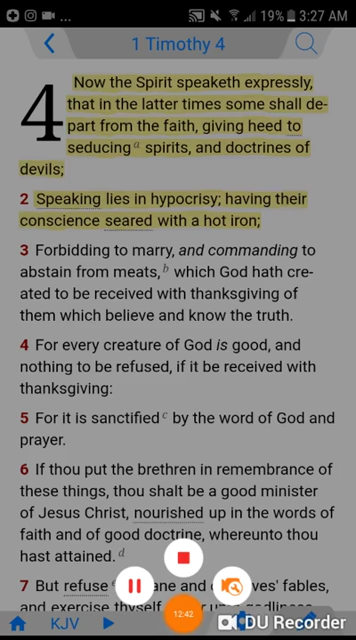 19% 3:27 AM
1 Timothy 4
4 Now the Spirit speaketh expressly,
that in the latter times some shall de-
part from the faith, giving heed to
seducing a spirits, and doctrines of
devils;
2 Speaking lies in hypocrisy; having their
conscience seared with a hot iron;
3 Forbidding to marry, and commanding to
abstain from meats, b which God hath cre-
ated to be received with thanksgiving of
them which believe and know the truth.
4 For every creature of God is good, and
nothing to be refused, if it be received with
thanksgiving:
5 For it is sanctified c by the word of God and
prayer.
6 If thou put the brethren in remembrance of
these things, thou shalt be a good minister
of Jesus Christ, nourished up in the words of
faith and of good doctrine, whereunto thou
hast attained. d
7 But refuse fables,
and exercise thyself
12:42
KJV
DU Recorder